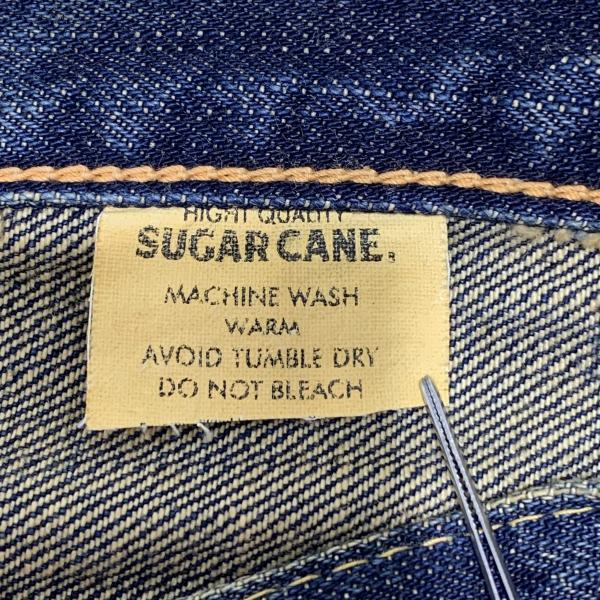 HIGHT QUALITY
SUGAR CANE®
MACHINE WASH
WARM
AVOID TUMBLE DRY
DO NOT BLEACH